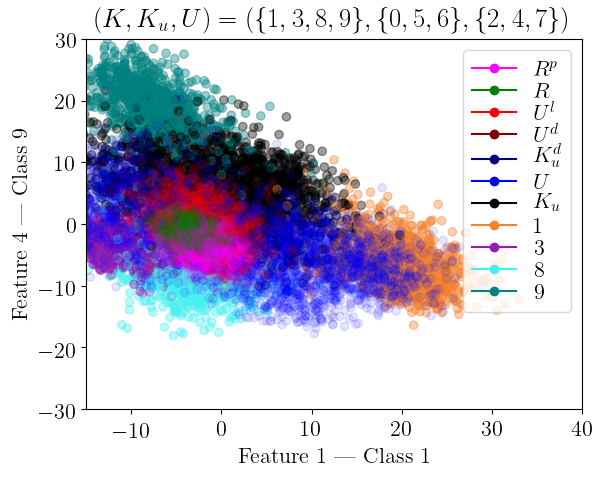 (K, K_u, U) = ({1, 3, 8, 9}, {0, 5, 6}, {2, 4, 7})
30
20
10
0
−10
−20
−30
Feature 4 — Class 9
−10
0
10
20
30
40
Feature 1 — Class 1
R^p
R
U^l
U^d
K_u^d
U
K_u
1
3
8
9